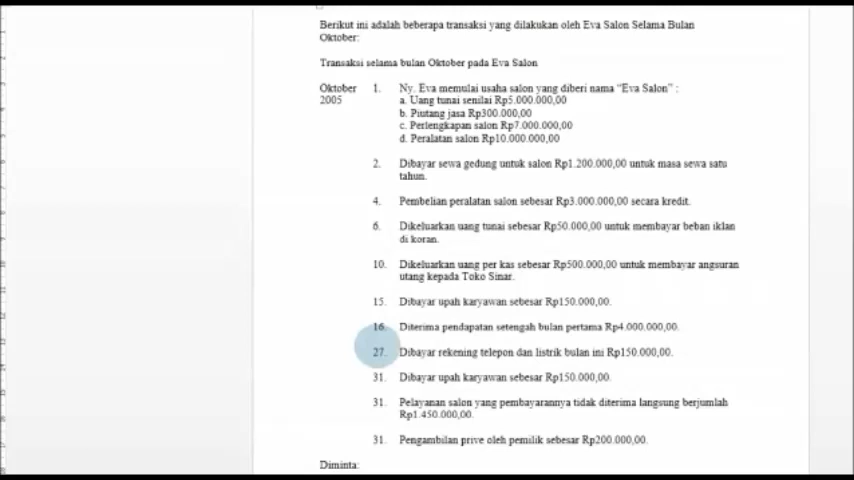 Berikut ini adalah beberapa transaksi yang dilakukan oleh Eva Salon Selama Bulan
Oktober:
Transaksi selama bulan Oktober pada Eva Salon
Oktober 1. Ny. Eva memulai usaha salon yang diberi nama “Eva Salon” :
2005 a. Uang tunai senilai Rp5.000.000,00
b. Piutang jasa Rp300.000,00
c. Perlengkapan salon Rp7.000.000,00
d. Peralatan salon Rp10.000.000,00
2. Dibayar sewa gedung untuk salon Rp1.200.000,00 untuk masa sewa satu
tahun.
4. Pembelian peralatan salon sebesar Rp3.000.000,00 secara kredit.
6. Dikeluarkan uang tunai sebesar Rp50.000,00 untuk membayar beban iklan
di koran.
10. Dikeluarkan uang per kas sebesar Rp500.000,00 untuk membayar angsuran
utang kepada Toko Sinar.
15. Dibayar upah karyawan sebesar Rp150.000,00.
16. Diterima pendapatan setengah bulan pertama Rp4.000.000,00.
27. Dibayar rekening telepon dan listrik bulan ini Rp150.000,00.
31. Dibayar upah karyawan sebesar Rp150.000,00.
31. Pelayanan salon yang pembayarannya tidak diterima langsung berjumlah
Rp1.450.000,00.
31. Pengambilan prive oleh pemilik sebesar Rp200.000,00.
Diminta: